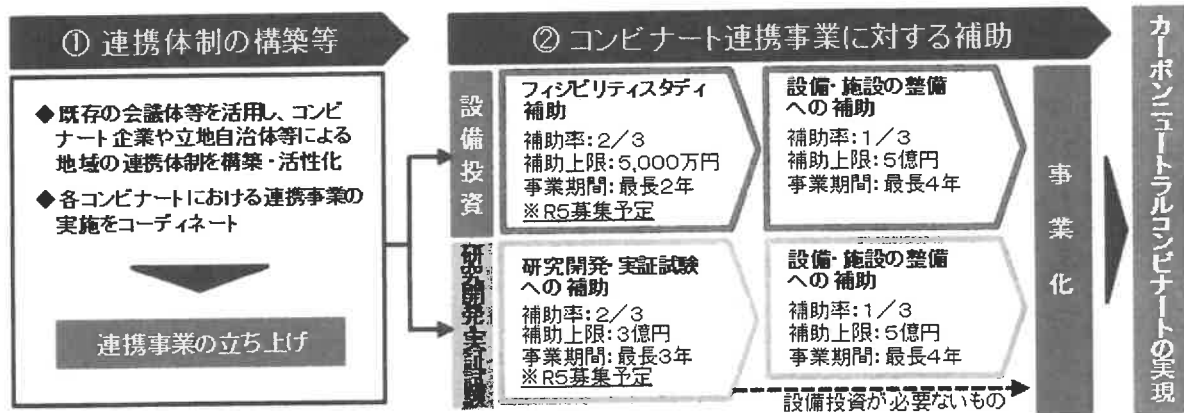 ① 連携体制の構築等
◆既存の会議体等を活用し、コンビ
ナート企業や立地自治体等による
地域の連携体制を構築・活性化
◆各コンビナートにおける連携事業の
実施をコーディネート
連携事業の立ち上げ
② コンビナート連携事業に対する補助
設備投資
フィジビリティスタディ
補助
補助率:2/3
補助上限:5,000万円
事業期間:最長2年
※R5募集予定
設備・施設の整備
への補助
補助率:1/3
補助上限:5億円
事業期間:最長4年
研究開発・実証試験
研究開発・実証試験
への補助
補助率:2/3
補助上限:3億円
事業期間:最長3年
※R5募集予定
設備・施設の整備
への補助
補助率:1/3
補助上限:5億円
事業期間:最長4年
設備投資が必要ないもの
事業化
カーボンニュートラルコンビナートの実現